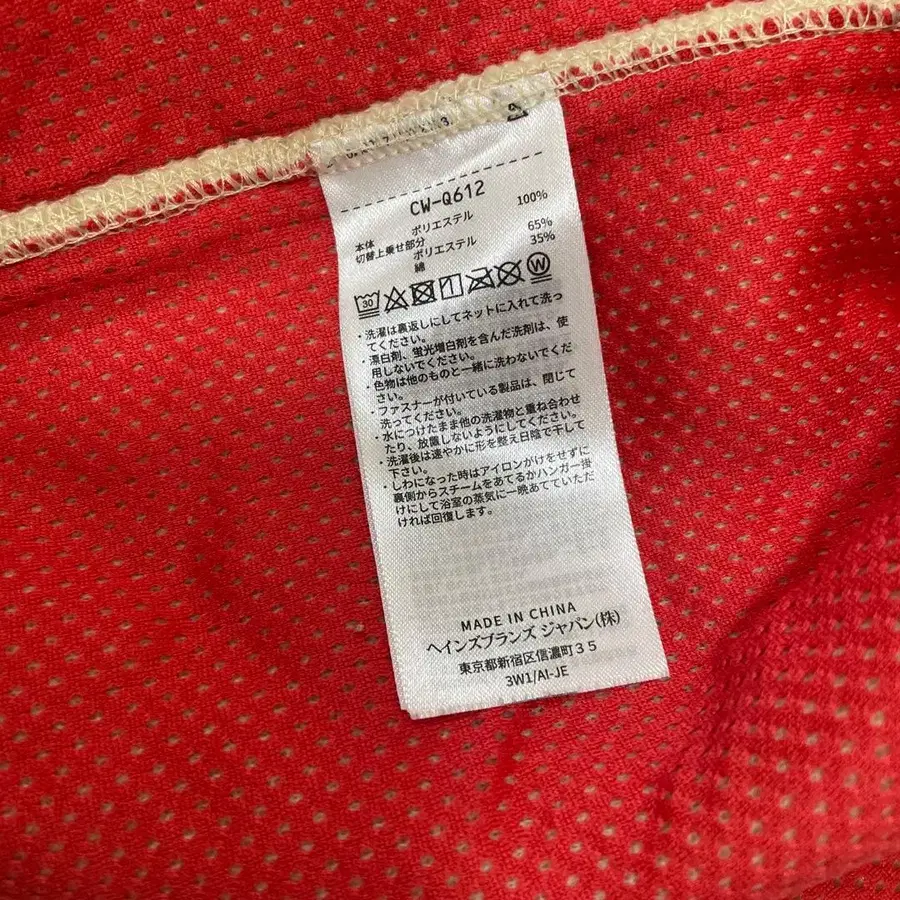 CW-Q612
本体 ポリエステル 100%
切替上乗せ部分 ポリエステル 65%
綿 35%
30
W
・洗濯は裏返しにしてネットに入れて洗っ
てください。
・漂白剤、蛍光増白剤を含んだ洗剤は、使
用しないでください。
・色物は他のものと一緒に洗わないでくだ
さい。
・ファスナーが付いている製品は、閉じて
洗ってください。
・水につけたまま他の洗濯物と重ね合わせ
たり、放置しないようにしてください。
・洗濯後は速やかに形を整え日陰で干して
下さい。
・しわになった時はアイロンがけをせずに
裏側からスチームをあてるかハンガー掛
けにして浴室の蒸気に一晩あてていただ
ければ回復します。
MADE IN CHINA
ヘインズブランズ ジャパン(株)
東京都新宿区信濃町35
3W1/AI-JE